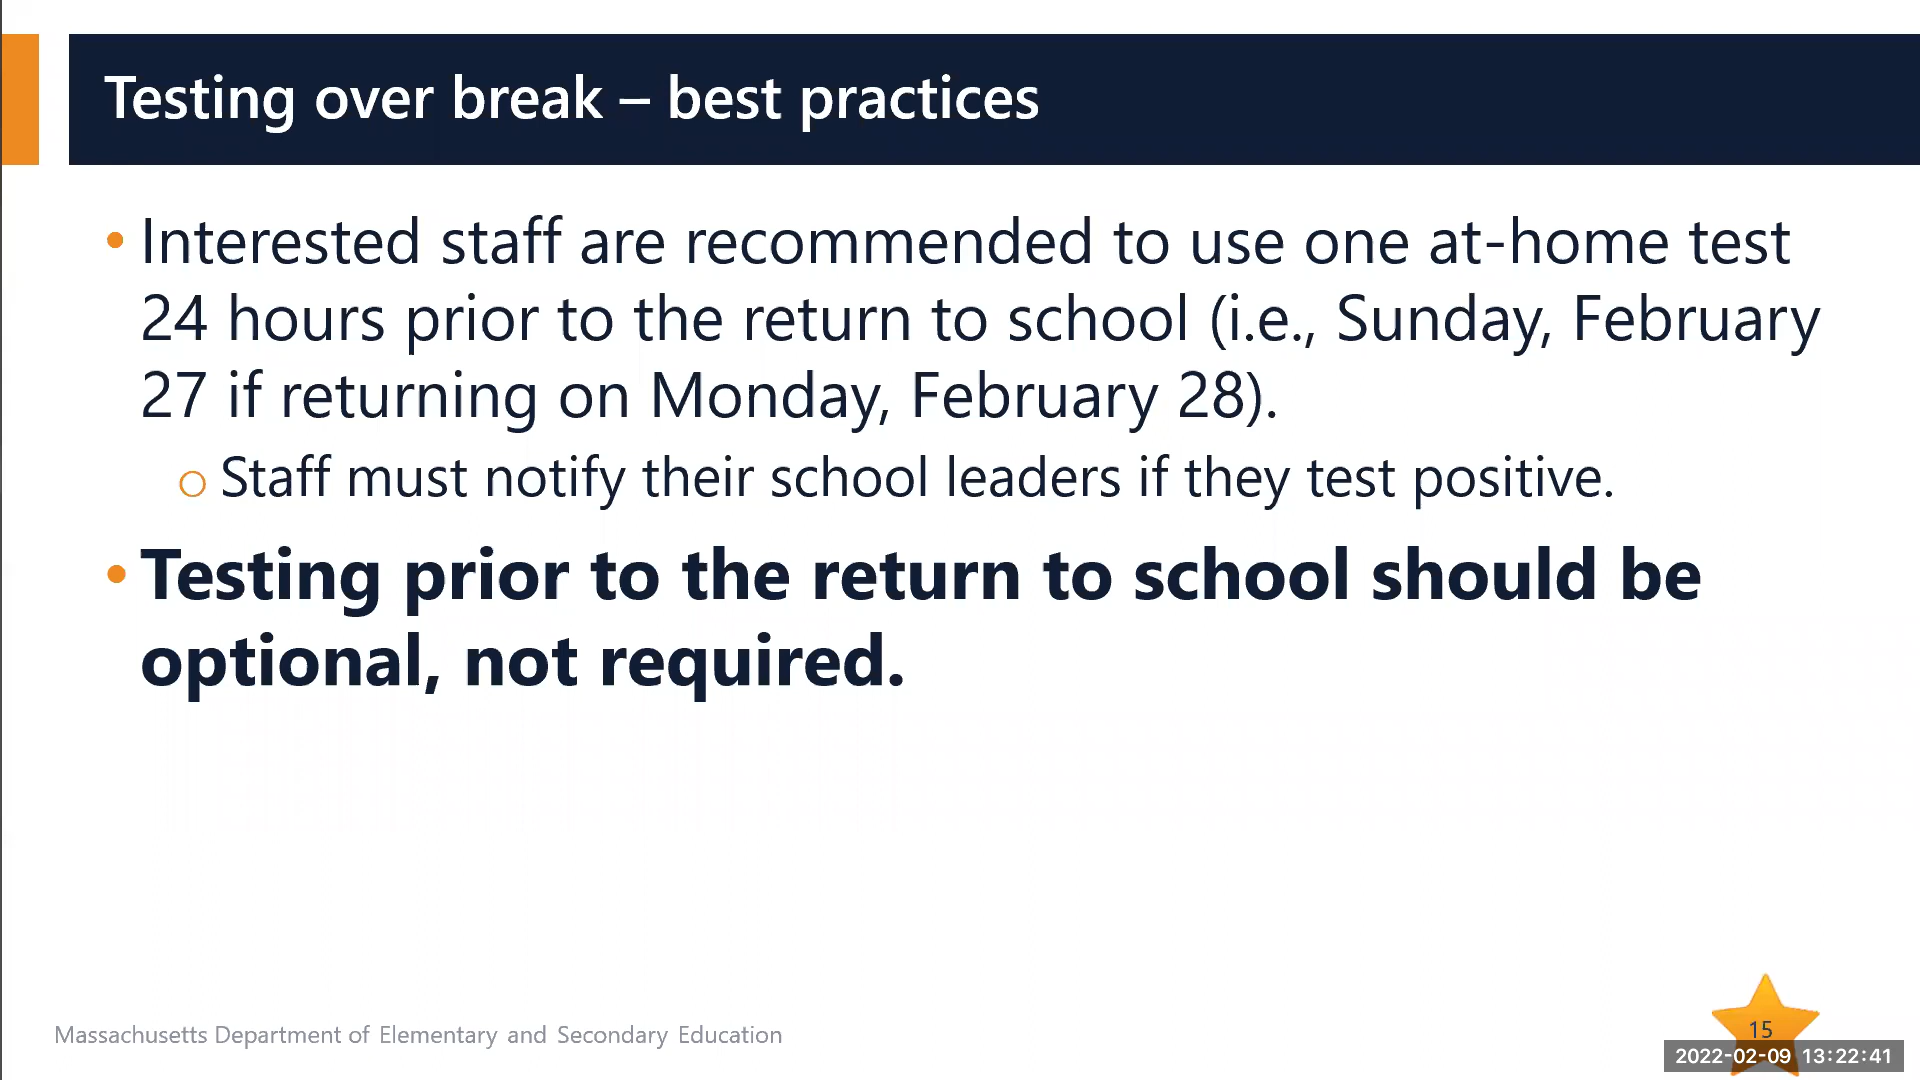 Testing over break – best practices
• Interested staff are recommended to use one at-home test
24 hours prior to the return to school (i.e., Sunday, February
27 if returning on Monday, February 28).
○ Staff must notify their school leaders if they test positive.
• Testing prior to the return to school should be
optional, not required.
Massachusetts Department of Elementary and Secondary Education
15
2022-02-09 13:22:41